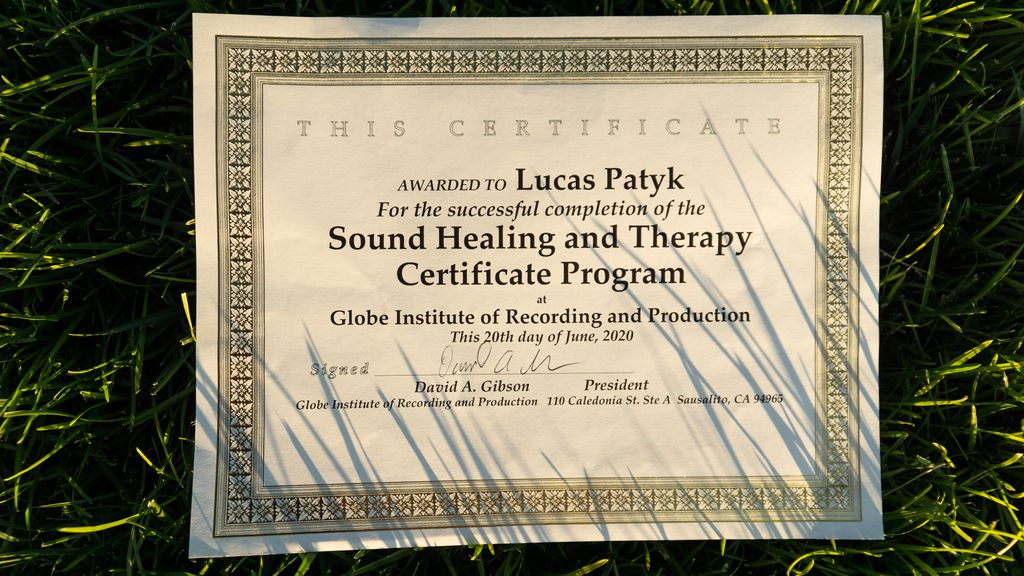 THIS CERTIFICATE
AWARDED TO Lucas Patyk
For the successful completion of the
Sound Healing and Therapy
Certificate Program
at
Globe Institute of Recording and Production
This 20th day of June, 2020
Signed
David A. Gibson President
Globe Institute of Recording and Production 110 Caledonia St. Ste A Sausalito, CA 94965